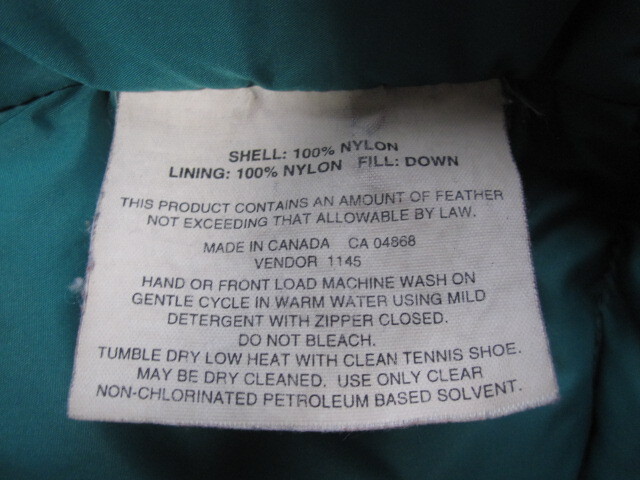 SHELL: 100% NYLON
LINING: 100% NYLON FILL: DOWN
THIS PRODUCT CONTAINS AN AMOUNT OF FEATHER
NOT EXCEEDING THAT ALLOWABLE BY LAW.
MADE IN CANADA CA 04868
VENDOR 1145
HAND OR FRONT LOAD MACHINE WASH ON
GENTLE CYCLE IN WARM WATER USING MILD
DETERGENT WITH ZIPPER CLOSED.
DO NOT BLEACH.
TUMBLE DRY LOW HEAT WITH CLEAN TENNIS SHOE.
MAY BE DRY CLEANED. USE ONLY CLEAR
NON-CHLORINATED PETROLEUM BASED SOLVENT.